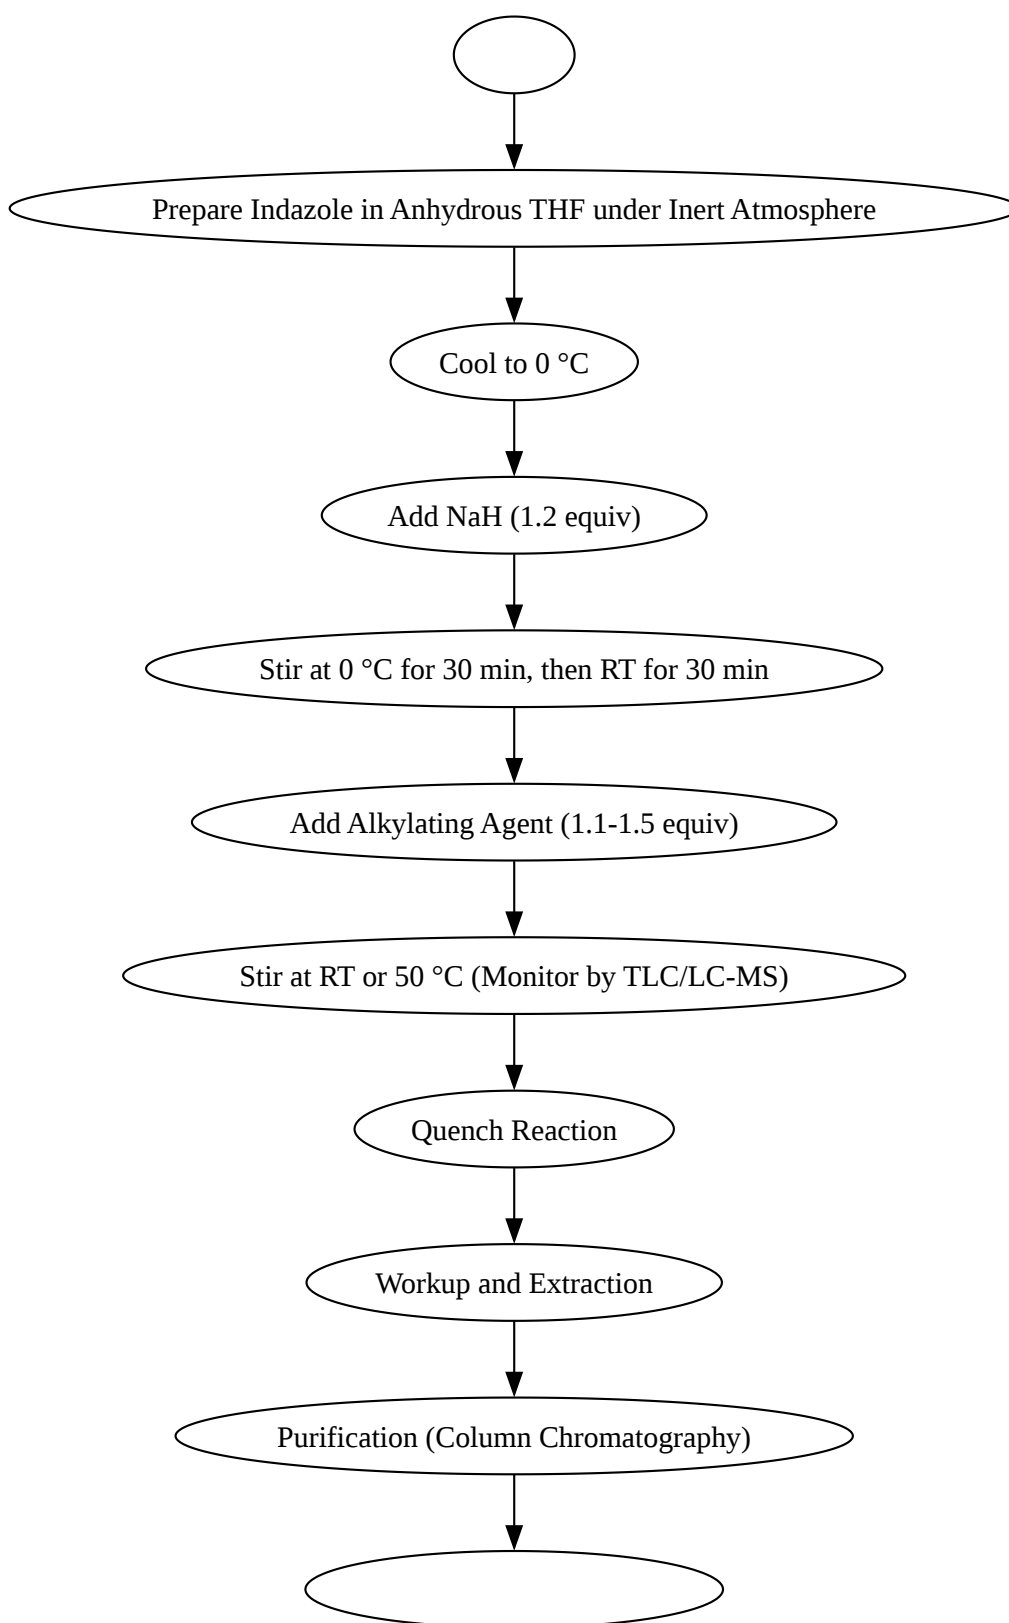 Prepare Indazole in Anhydrous THF under Inert Atmosphere
Cool to 0 °C
Add NaH (1.2 equiv)
Stir at 0 °C for 30 min, then RT for 30 min
Add Alkylating Agent (1.1-1.5 equiv)
Stir at RT or 50 °C (Monitor by TLC/LC-MS)
Quench Reaction
Workup and Extraction
Purification (Column Chromatography)